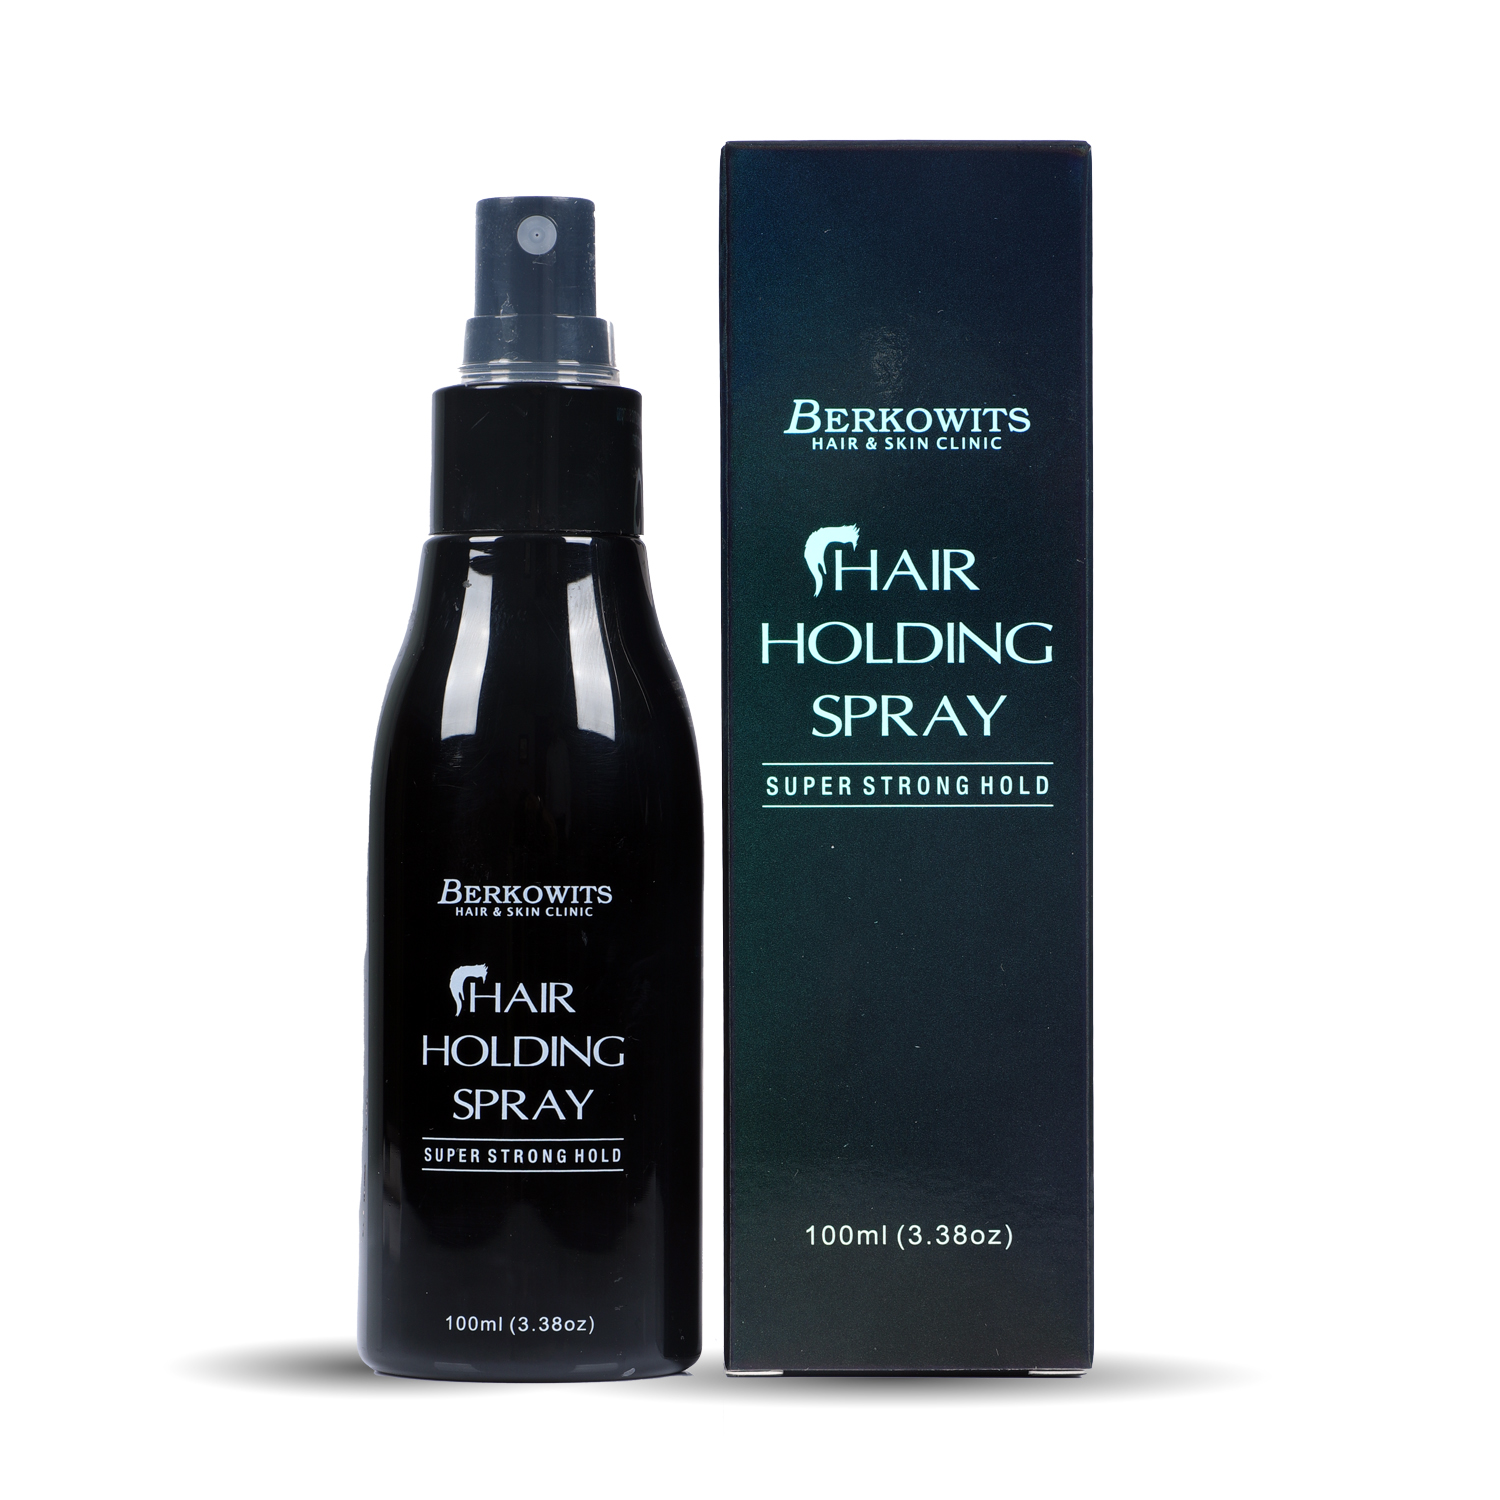 BERKOWITS
HAIR & SKIN CLINIC
HAIR
HOLDING
SPRAY
SUPER STRONG HOLD
100ml (3.38oz)
BERKOWITS
HAIR & SKIN CLINIC
HAIR
HOLDING
SPRAY
SUPER STRONG HOLD
100ml (3.38oz)